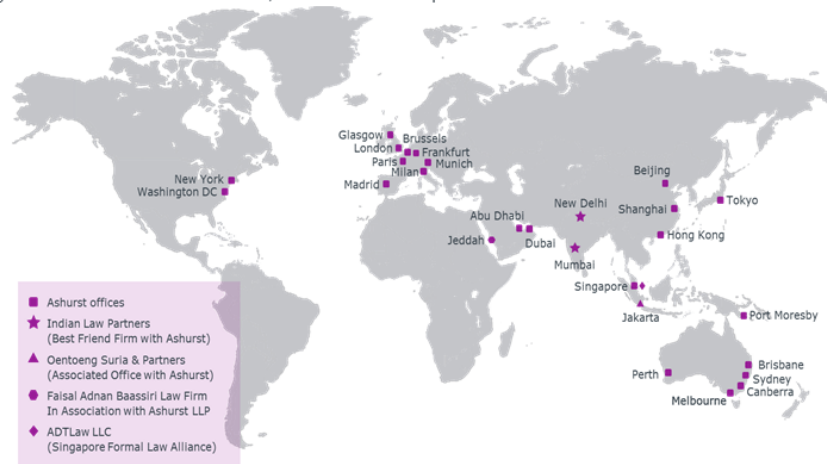 Glasgow
London
Brussels
Frankfurt
Paris
Munich
Milan
Madrid
New York
Washington DC
Beijing
Tokyo
Shanghai
New Delhi
Abu Dhabi
Hong Kong
Jeddah
Dubai
Mumbai
Singapore
Jakarta
Port Moresby
Brisbane
Perth
Sydney
Canberra
Melbourne
Ashurst offices
Indian Law Partners
(Best Friend Firm with Ashurst)
Oentoeng Suria & Partners
(Associated Office with Ashurst)
Faisal Adnan Baassiri Law Firm
In Association with Ashurst LLP
ADTLaw LLC
(Singapore Formal Law Alliance)